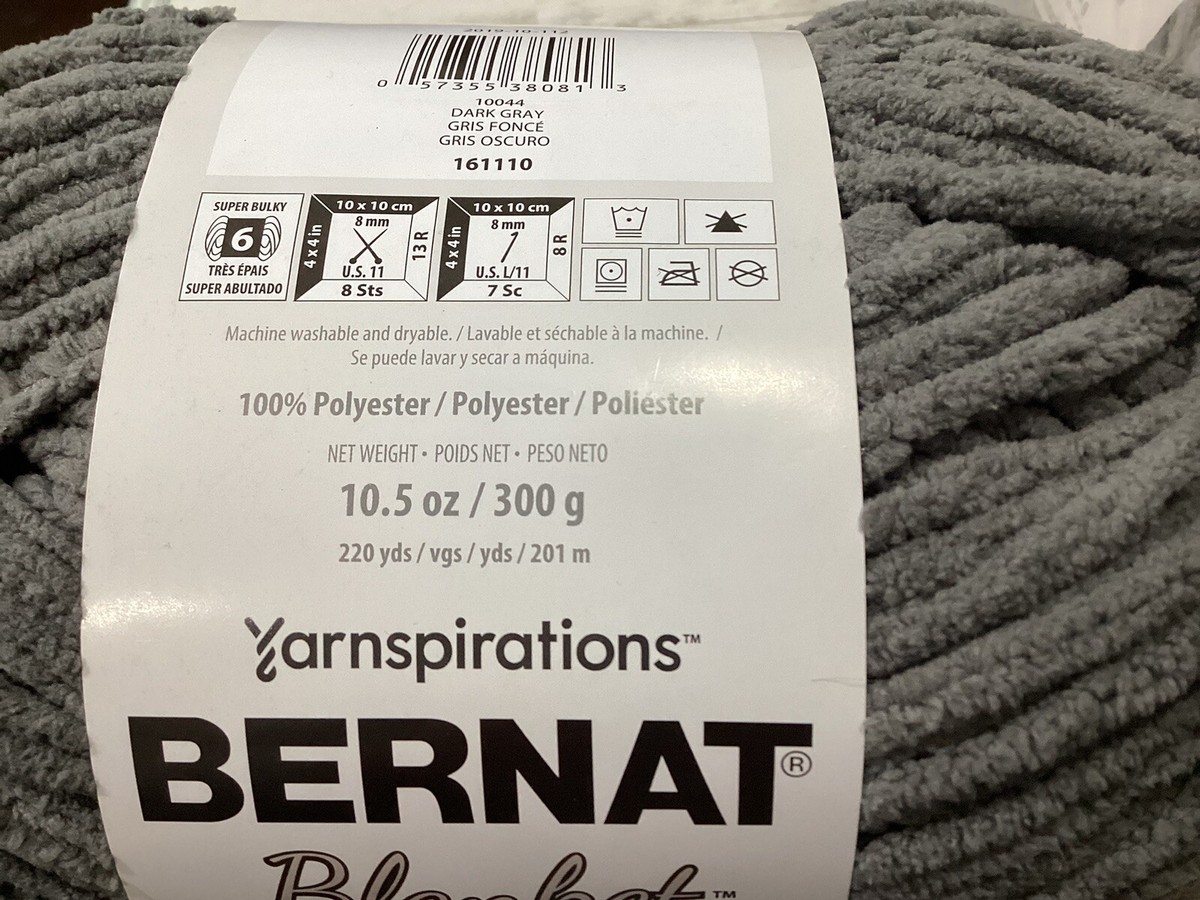 0 57355 38081 3
10044
DARK GRAY
GRIS FONCÉ
GRIS OSCURO
161110
SUPER BULKY
6
TRÈS ÉPAIS
SUPER ABULTADO
10 x 10 cm
4 x 4 in
8 mm
13 R
U.S. 11
8 Sts
10 x 10 cm
4 x 4 in
8 mm
8 R
U.S. L/11
7 Sc
Machine washable and dryable. / Lavable et séchable à la machine. /
Se puede lavar y secar a máquina.
100% Polyester / Polyester / Poliéster
NET WEIGHT • POIDS NET • PESO NETO
10.5 oz / 300 g
220 yds / vgs / yds / 201 m
Yarnspirations™
BERNAT®
Blanket™